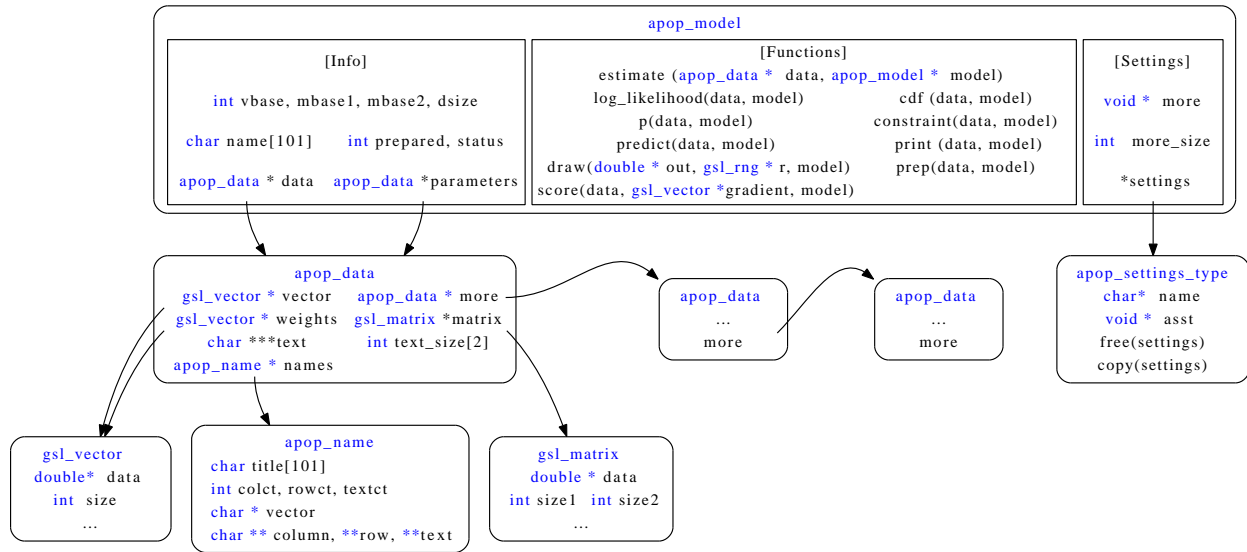 apop_model
[Info]
int vbase, mbase1, mbase2, dsize
char name[101] int prepared, status
apop_data * data apop_data *parameters
[Functions]
estimate (apop_data * data, apop_model * model)
log_likelihood(data, model) cdf (data, model)
p(data, model) constraint(data, model)
predict(data, model) print (data, model)
draw(double * out, gsl_rng * r, model) prep(data, model)
score(data, gsl_vector *gradient, model)
[Settings]
void * more
int more_size
*settings
apop_data
gsl_vector * vector apop_data * more
gsl_vector * weights gsl_matrix *matrix
char ***text int text_size[2]
apop_name * names
apop_data
...
more
apop_data
...
more
apop_settings_type
char* name
void * asst
free(settings)
copy(settings)
gsl_vector
double* data
int size
...
apop_name
char title[101]
int colct, rowct, textct
char * vector
char ** column, **row, **text
gsl_matrix
double * data
int size1 int size2
...